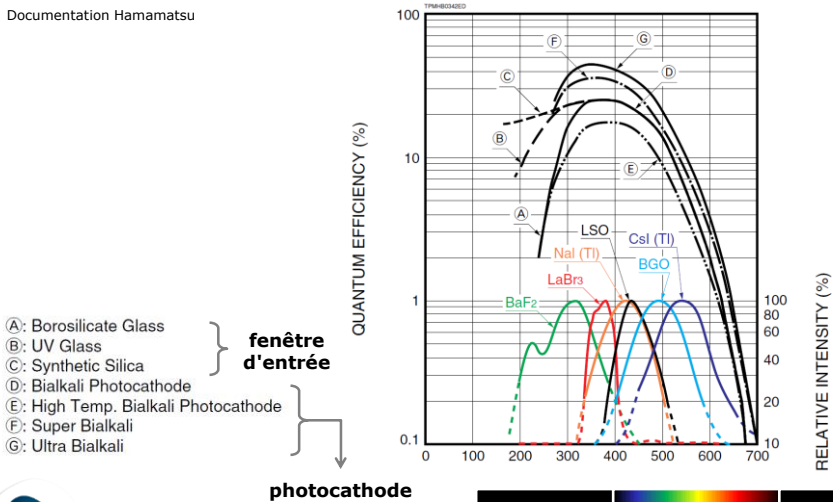 Documentation Hamamatsu
TPMHB0342ED
QUANTUM EFFICIENCY (%)
100
10
1
0.1
Ⓕ
Ⓖ
Ⓒ
Ⓓ
Ⓑ
Ⓔ
Ⓐ
LSO
NaI (Tl)
CsI (Tl)
BGO
LaBr3
BaF2
100
80
60
40
20
10
RELATIVE INTENSITY (%)
0 100 200 300 400 500 600 700
Ⓐ: Borosilicate Glass
Ⓑ: UV Glass
Ⓒ: Synthetic Silica
Ⓓ: Bialkali Photocathode
Ⓔ: High Temp. Bialkali Photocathode
Ⓕ: Super Bialkali
Ⓖ: Ultra Bialkali
fenêtre
d'entrée
photocathode